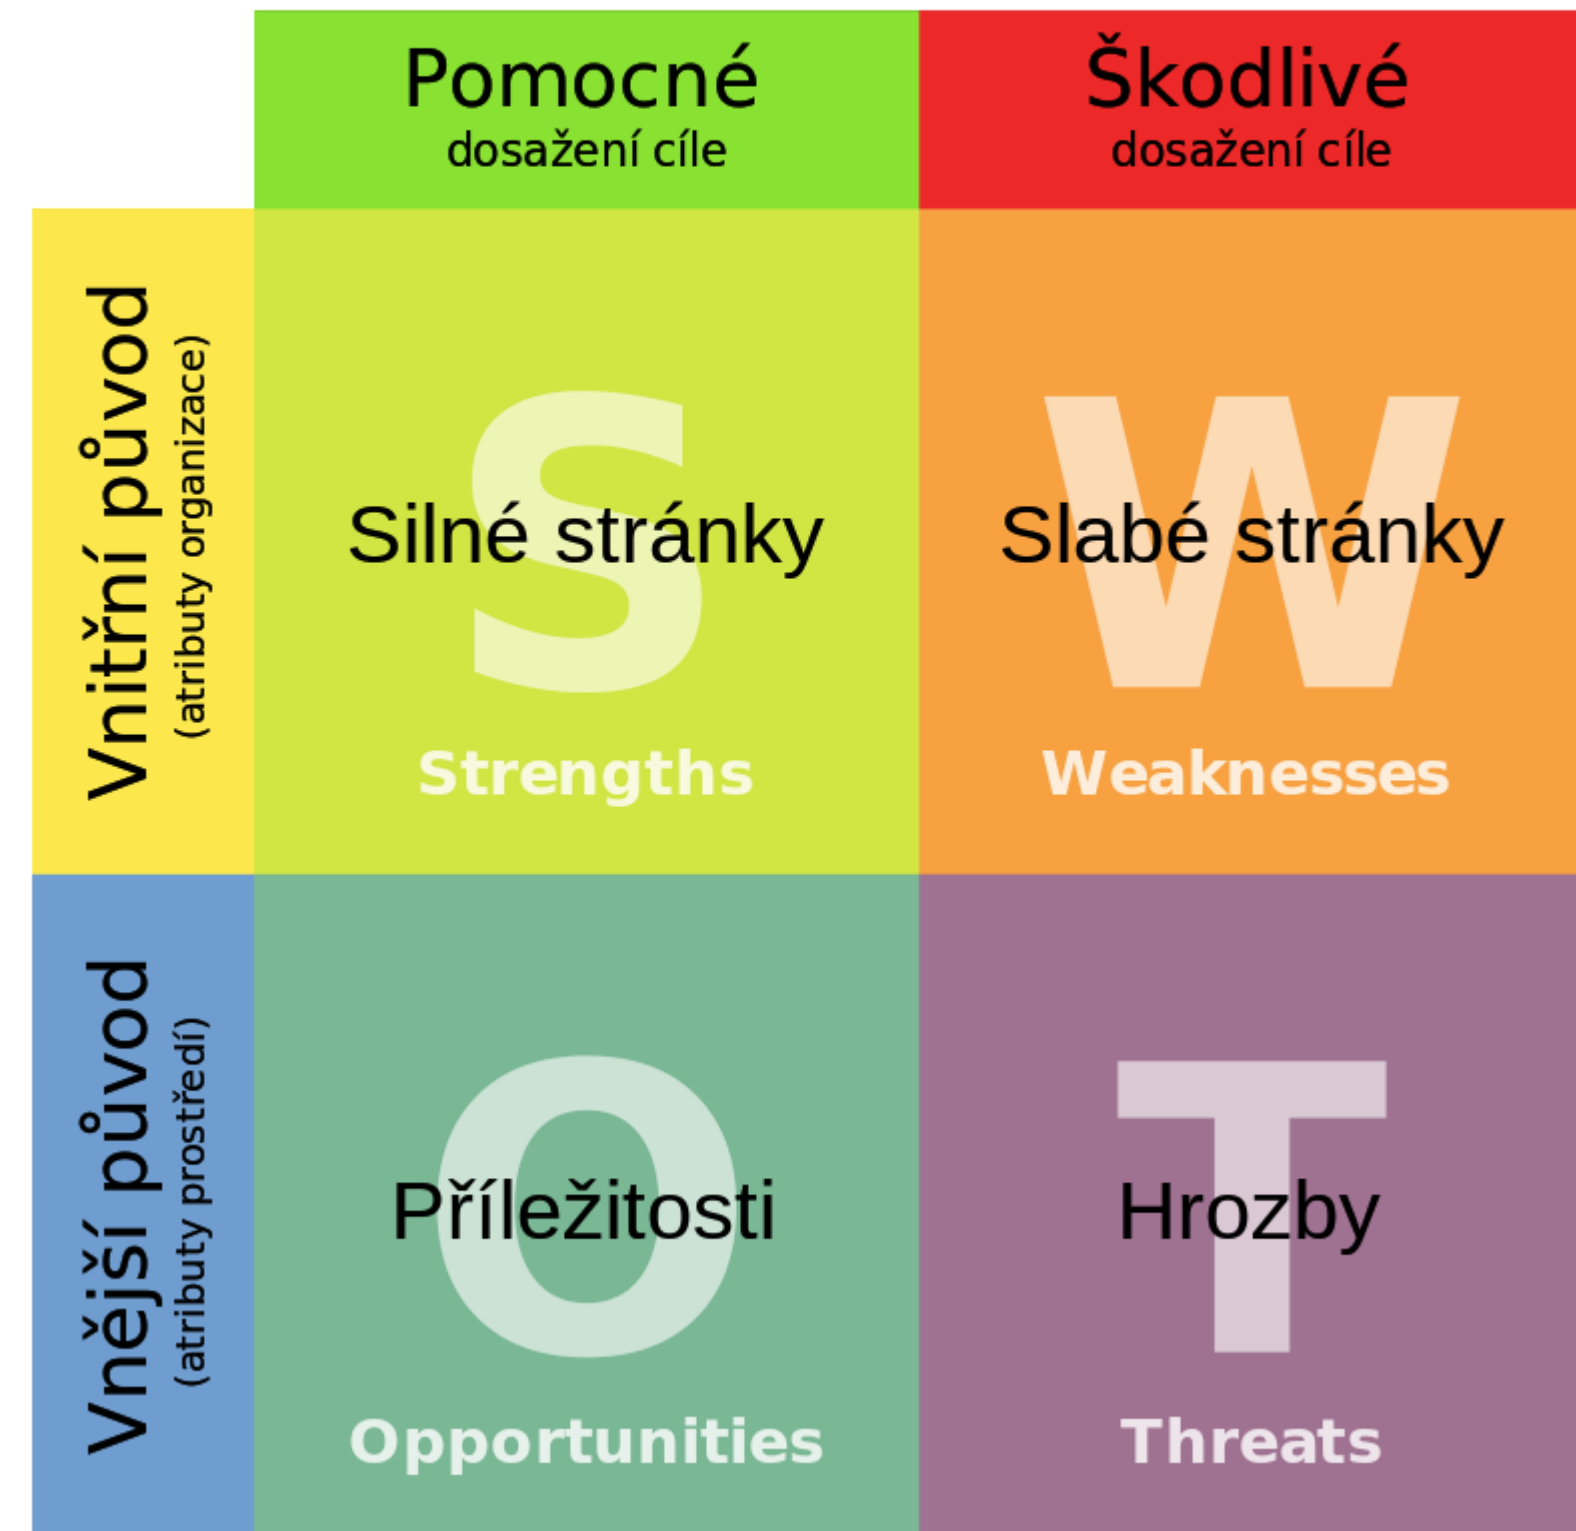 Pomocné
dosažení cíle
Škodlivé
dosažení cíle
Vnitřní původ
(atributy organizace)
S
Silné stránky
Strengths
W
Slabé stránky
Weaknesses
Vnější původ
(atributy prostředí)
O
Příležitosti
Opportunities
T
Hrozby
Threats